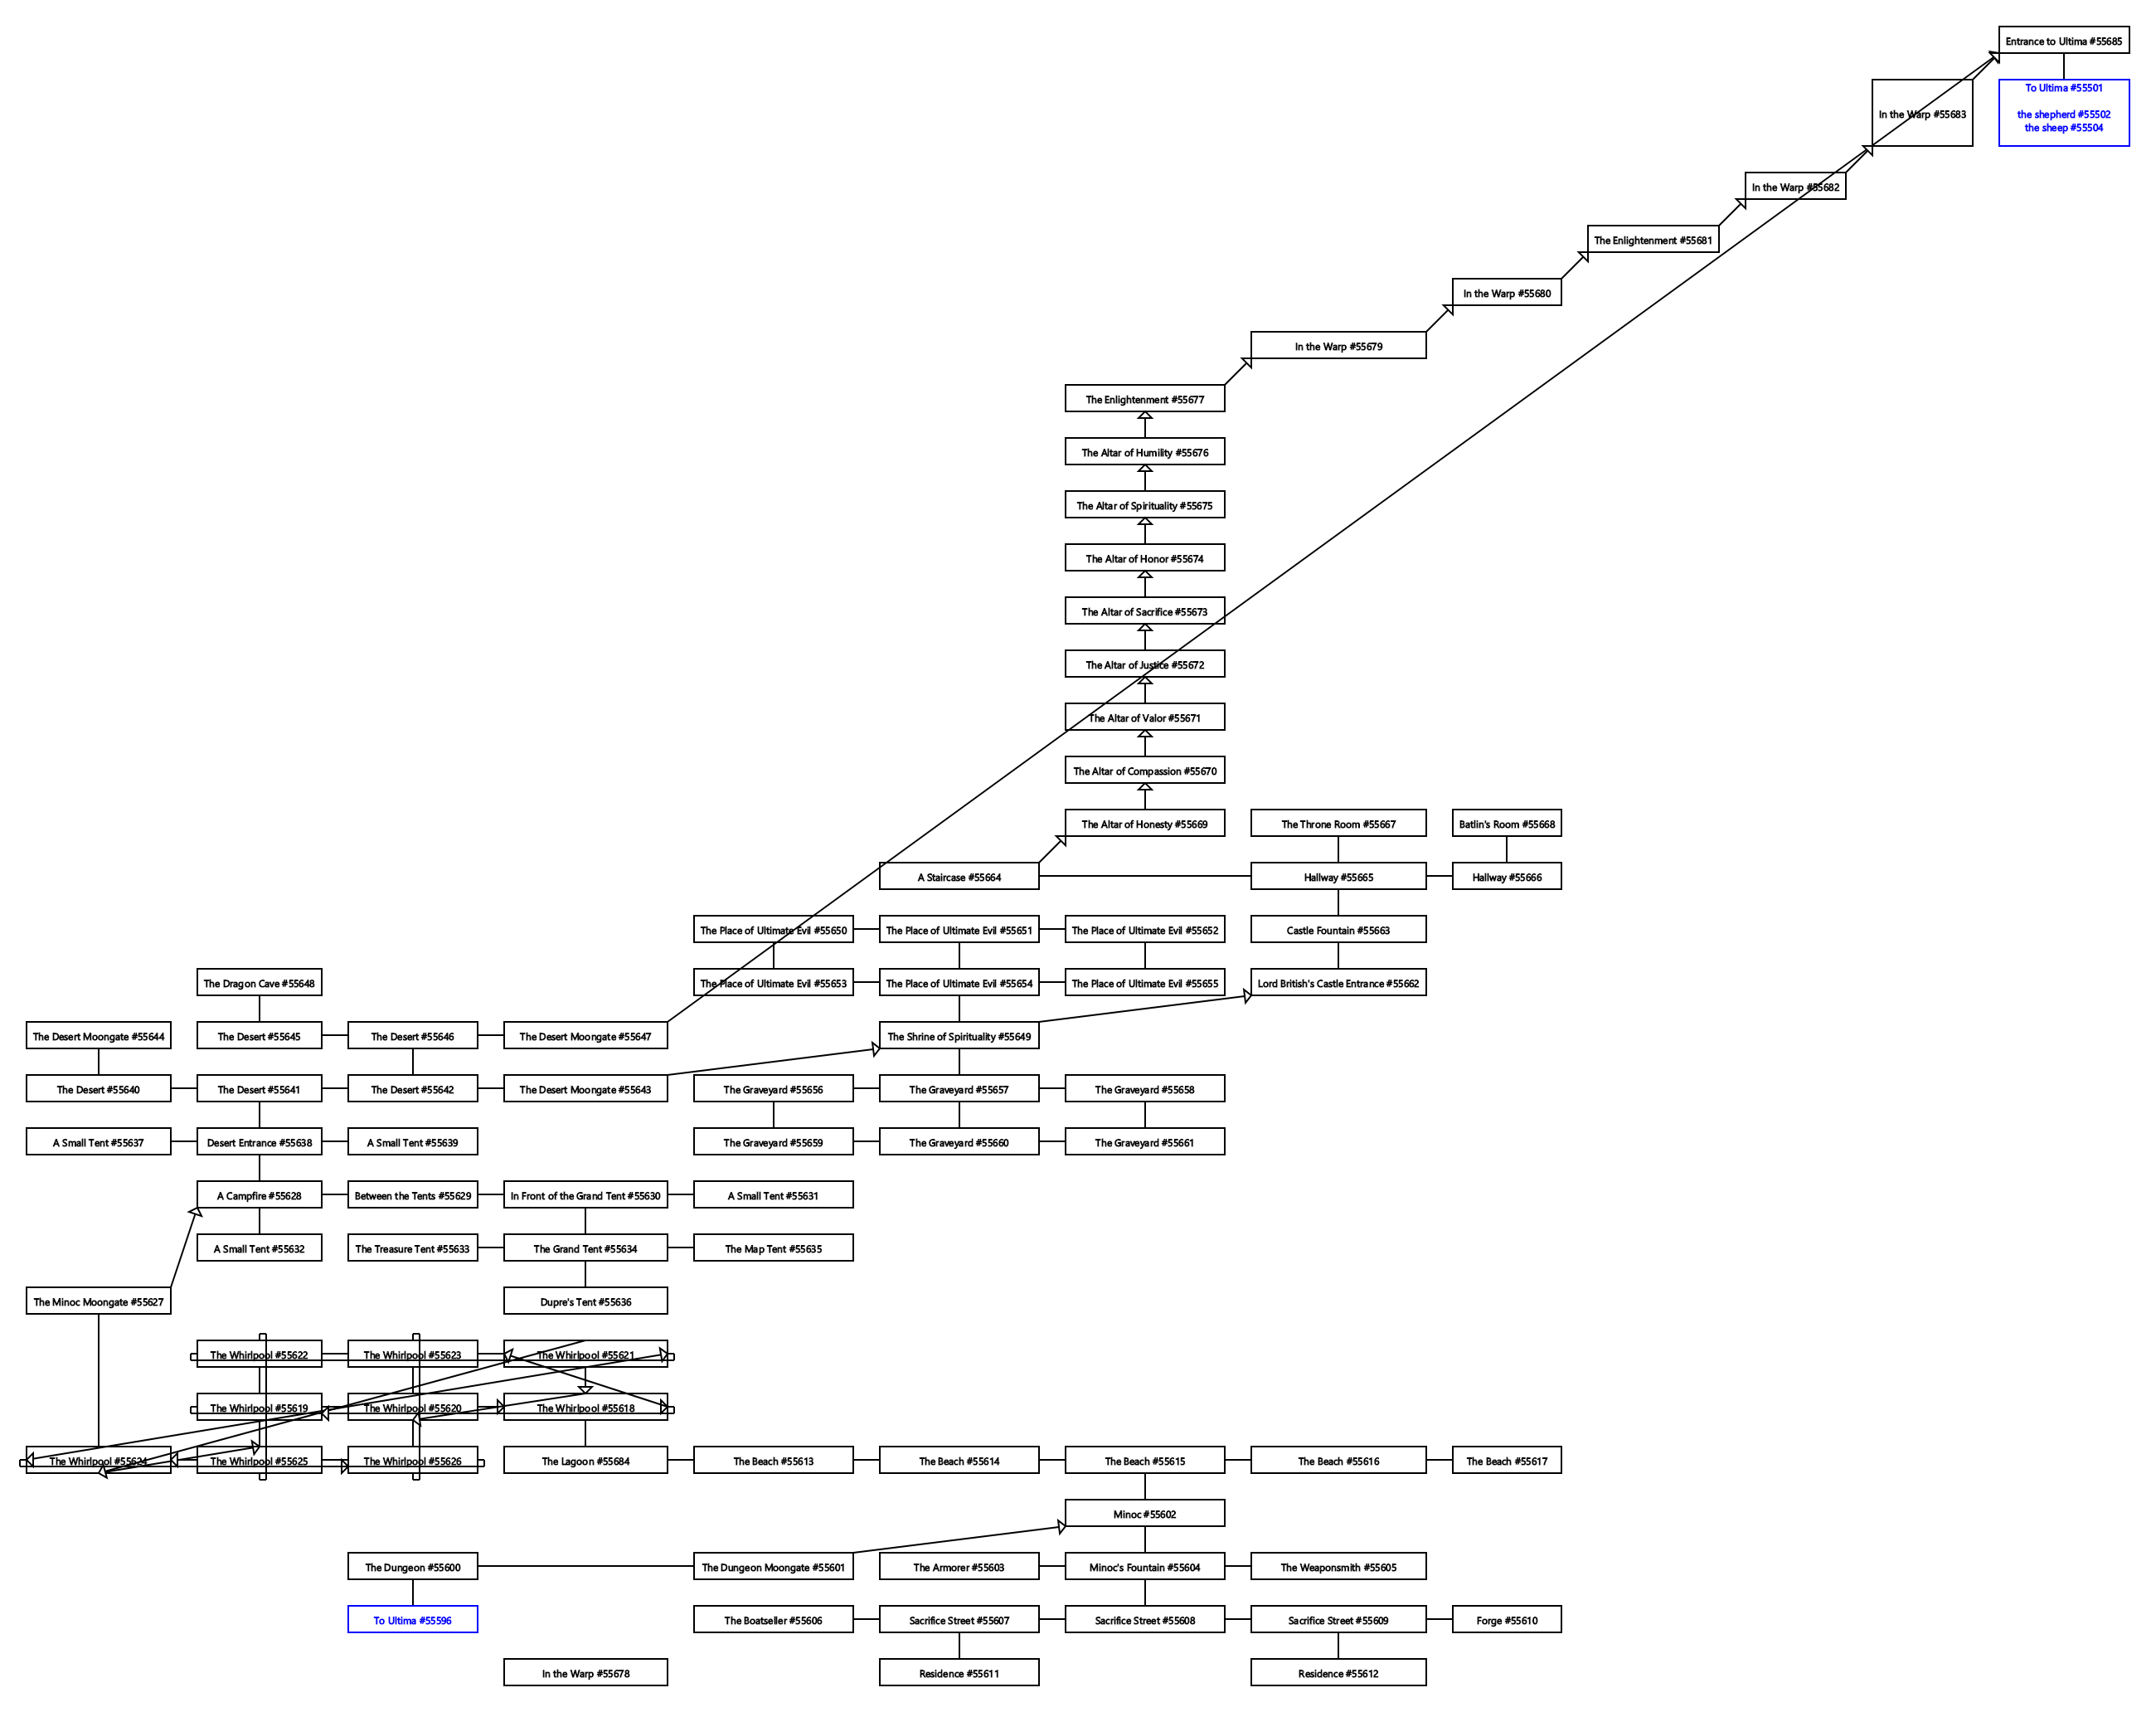 Entrance to Ultima #55685
To Ultima #55501
the shepherd #55502
the sheep #55504
In the Warp #55683
In the Warp #55682
The Enlightenment #55681
In the Warp #55680
In the Warp #55679
The Enlightenment #55677
The Altar of Humility #55676
The Altar of Spirituality #55675
The Altar of Honor #55674
The Altar of Sacrifice #55673
The Altar of Justice #55672
The Altar of Valor #55671
The Altar of Compassion #55670
The Altar of Honesty #55669
The Throne Room #55667
Batlin's Room #55668
A Staircase #55664
Hallway #55665
Hallway #55666
The Place of Ultimate Evil #55650
The Place of Ultimate Evil #55651
The Place of Ultimate Evil #55652
Castle Fountain #55663
The Dragon Cave #55648
The Place of Ultimate Evil #55653
The Place of Ultimate Evil #55654
The Place of Ultimate Evil #55655
Lord British's Castle Entrance #55662
The Desert Moongate #55644
The Desert #55645
The Desert #55646
The Desert Moongate #55647
The Shrine of Spirituality #55649
The Desert #55640
The Desert #55641
The Desert #55642
The Desert Moongate #55643
The Graveyard #55656
The Graveyard #55657
The Graveyard #55658
A Small Tent #55637
Desert Entrance #55638
A Small Tent #55639
The Graveyard #55659
The Graveyard #55660
The Graveyard #55661
A Campfire #55628
Between the Tents #55629
In Front of the Grand Tent #55630
A Small Tent #55631
A Small Tent #55632
The Treasure Tent #55633
The Grand Tent #55634
The Map Tent #55635
The Minoc Moongate #55627
Dupre's Tent #55636
The Whirlpool #55622
The Whirlpool #55623
The Whirlpool #55621
The Whirlpool #55619
The Whirlpool #55620
The Whirlpool #55618
The Whirlpool #55624
The Whirlpool #55625
The Whirlpool #55626
The Lagoon #55684
The Beach #55613
The Beach #55614
The Beach #55615
The Beach #55616
The Beach #55617
Minoc #55602
The Dungeon #55600
The Dungeon Moongate #55601
The Armorer #55603
Minoc's Fountain #55604
The Weaponsmith #55605
To Ultima #55596
The Boatseller #55606
Sacrifice Street #55607
Sacrifice Street #55608
Sacrifice Street #55609
Forge #55610
In the Warp #55678
Residence #55611
Residence #55612